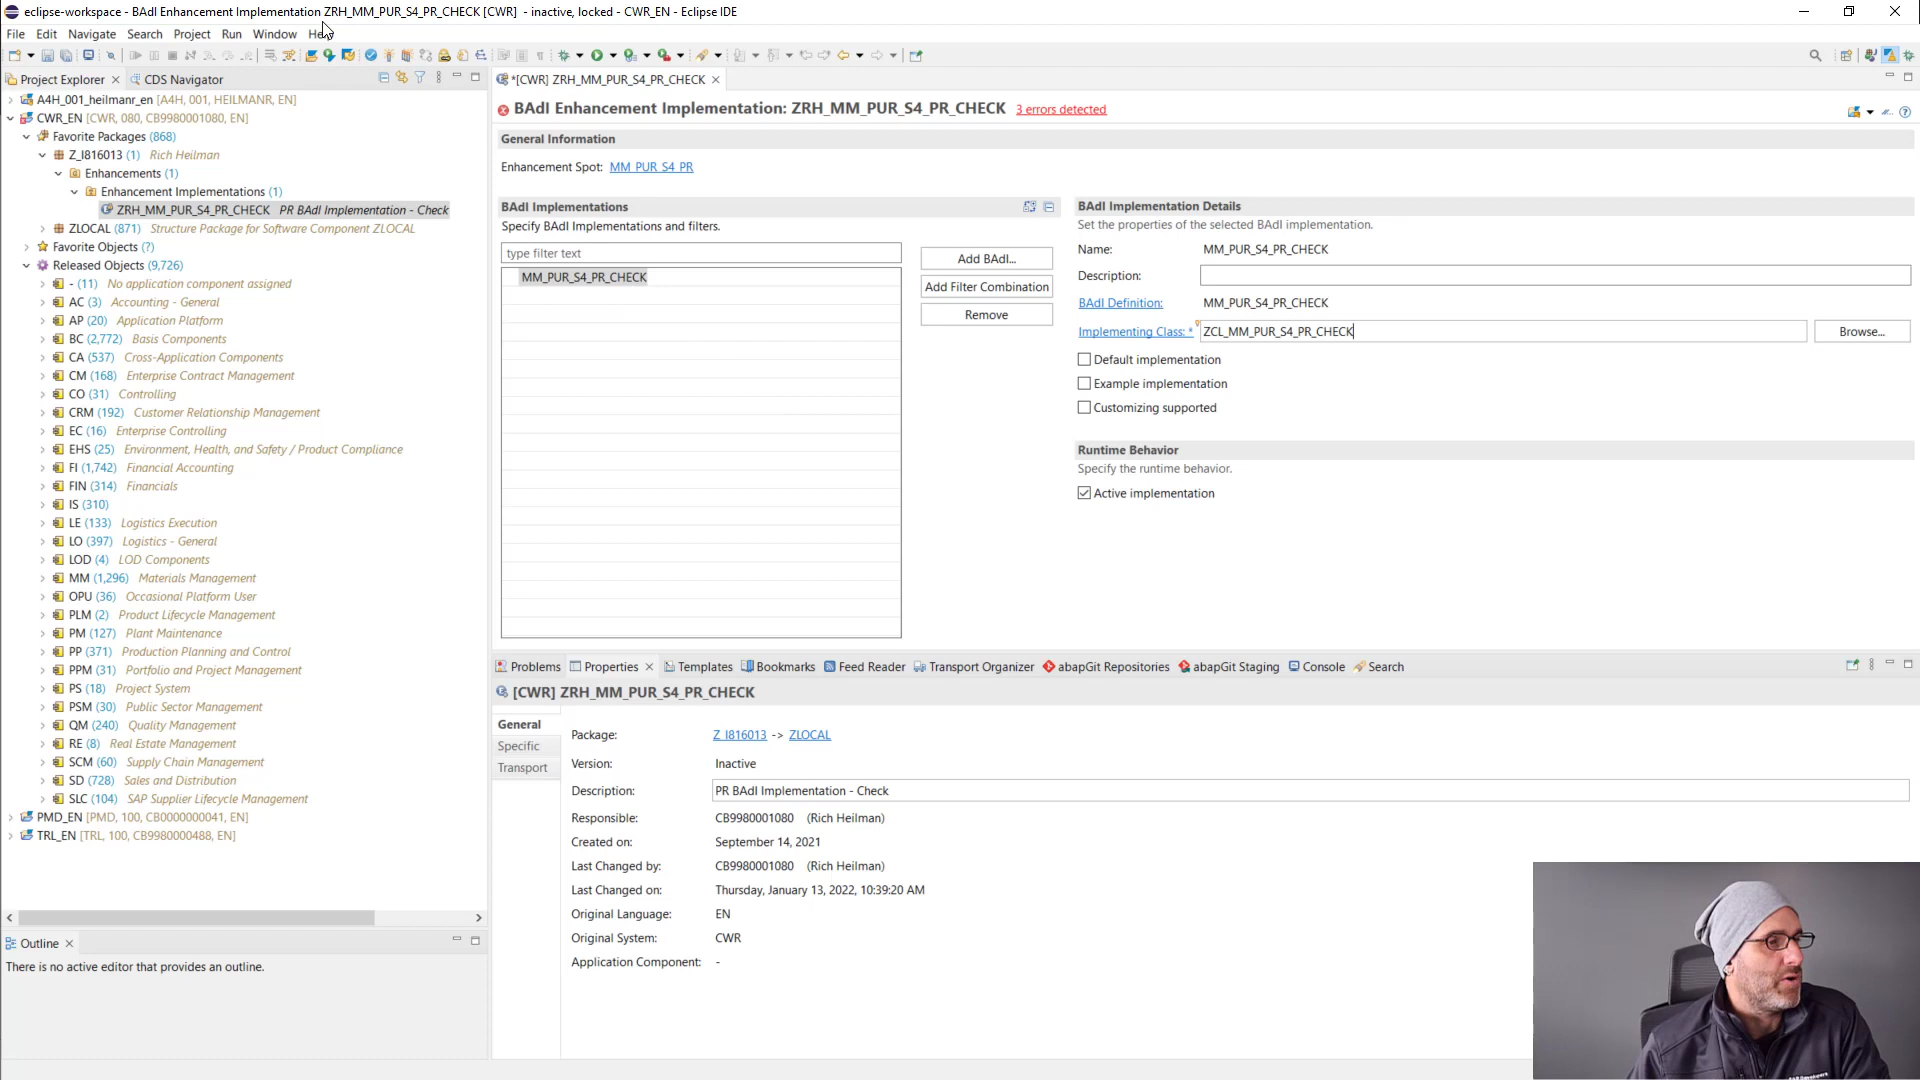 eclipse-workspace - BAdI Enhancement Implementation ZRH_MM_PUR_S4_PR_CHECK [CWR] - inactive, locked - CWR_EN - Eclipse IDE
File Edit Navigate Search Project Run Window Help
Project Explorer CDS Navigator
A4H_001_heilmanr_en [A4H, 001, HEILMANR, EN]
CWR_EN [CWR, 080, CB9980001080, EN]
Favorite Packages (868)
Z_I816013 (1) Rich Heilman
Enhancements (1)
Enhancement Implementations (1)
ZRH_MM_PUR_S4_PR_CHECK PR BAdI Implementation - Check
ZLOCAL (871) Structure Package for Software Component ZLOCAL
Favorite Objects (?)
Released Objects (9,726)
- (11) No application component assigned
AC (3) Accounting - General
AP (20) Application Platform
BC (2,772) Basis Components
CA (537) Cross-Application Components
CM (168) Enterprise Contract Management
CO (31) Controlling
CRM (192) Customer Relationship Management
EC (16) Enterprise Controlling
EHS (25) Environment, Health, and Safety / Product Compliance
FI (1,742) Financial Accounting
FIN (314) Financials
IS (310)
LE (133) Logistics Execution
LO (397) Logistics - General
LOD (4) LOD Components
MM (1,296) Materials Management
OPU (36) Occasional Platform User
PLM (2) Product Lifecycle Management
PM (127) Plant Maintenance
PP (371) Production Planning and Control
PPM (31) Portfolio and Project Management
PS (18) Project System
PSM (30) Public Sector Management
QM (240) Quality Management
RE (8) Real Estate Management
SCM (60) Supply Chain Management
SD (728) Sales and Distribution
SLC (104) SAP Supplier Lifecycle Management
PMD_EN [PMD, 100, CB0000000041, EN]
TRL_EN [TRL, 100, CB9980000488, EN]
Outline
There is no active editor that provides an outline.
*[CWR] ZRH_MM_PUR_S4_PR_CHECK
BAdI Enhancement Implementation: ZRH_MM_PUR_S4_PR_CHECK 3 errors detected
General Information
Enhancement Spot: MM_PUR_S4_PR
BAdI Implementations
Specify BAdI Implementations and filters.
type filter text
MM_PUR_S4_PR_CHECK
Add BAdI...
Add Filter Combination
Remove
BAdI Implementation Details
Set the properties of the selected BAdI implementation.
Name: MM_PUR_S4_PR_CHECK
Description:
BAdI Definition: MM_PUR_S4_PR_CHECK
Implementing Class: * ZCL_MM_PUR_S4_PR_CHECK Browse...
Default implementation
Example implementation
Customizing supported
Runtime Behavior
Specify the runtime behavior.
Active implementation
Problems Properties Templates Bookmarks Feed Reader Transport Organizer abapGit Repositories abapGit Staging Console Search
[CWR] ZRH_MM_PUR_S4_PR_CHECK
General
Specific
Transport
Package: Z_I816013 -> ZLOCAL
Version: Inactive
Description: PR BAdI Implementation - Check
Responsible: CB9980001080 (Rich Heilman)
Created on: September 14, 2021
Last Changed by: CB9980001080 (Rich Heilman)
Last Changed on: Thursday, January 13, 2022, 10:39:20 AM
Original Language: EN
Original System: CWR
Application Component: -